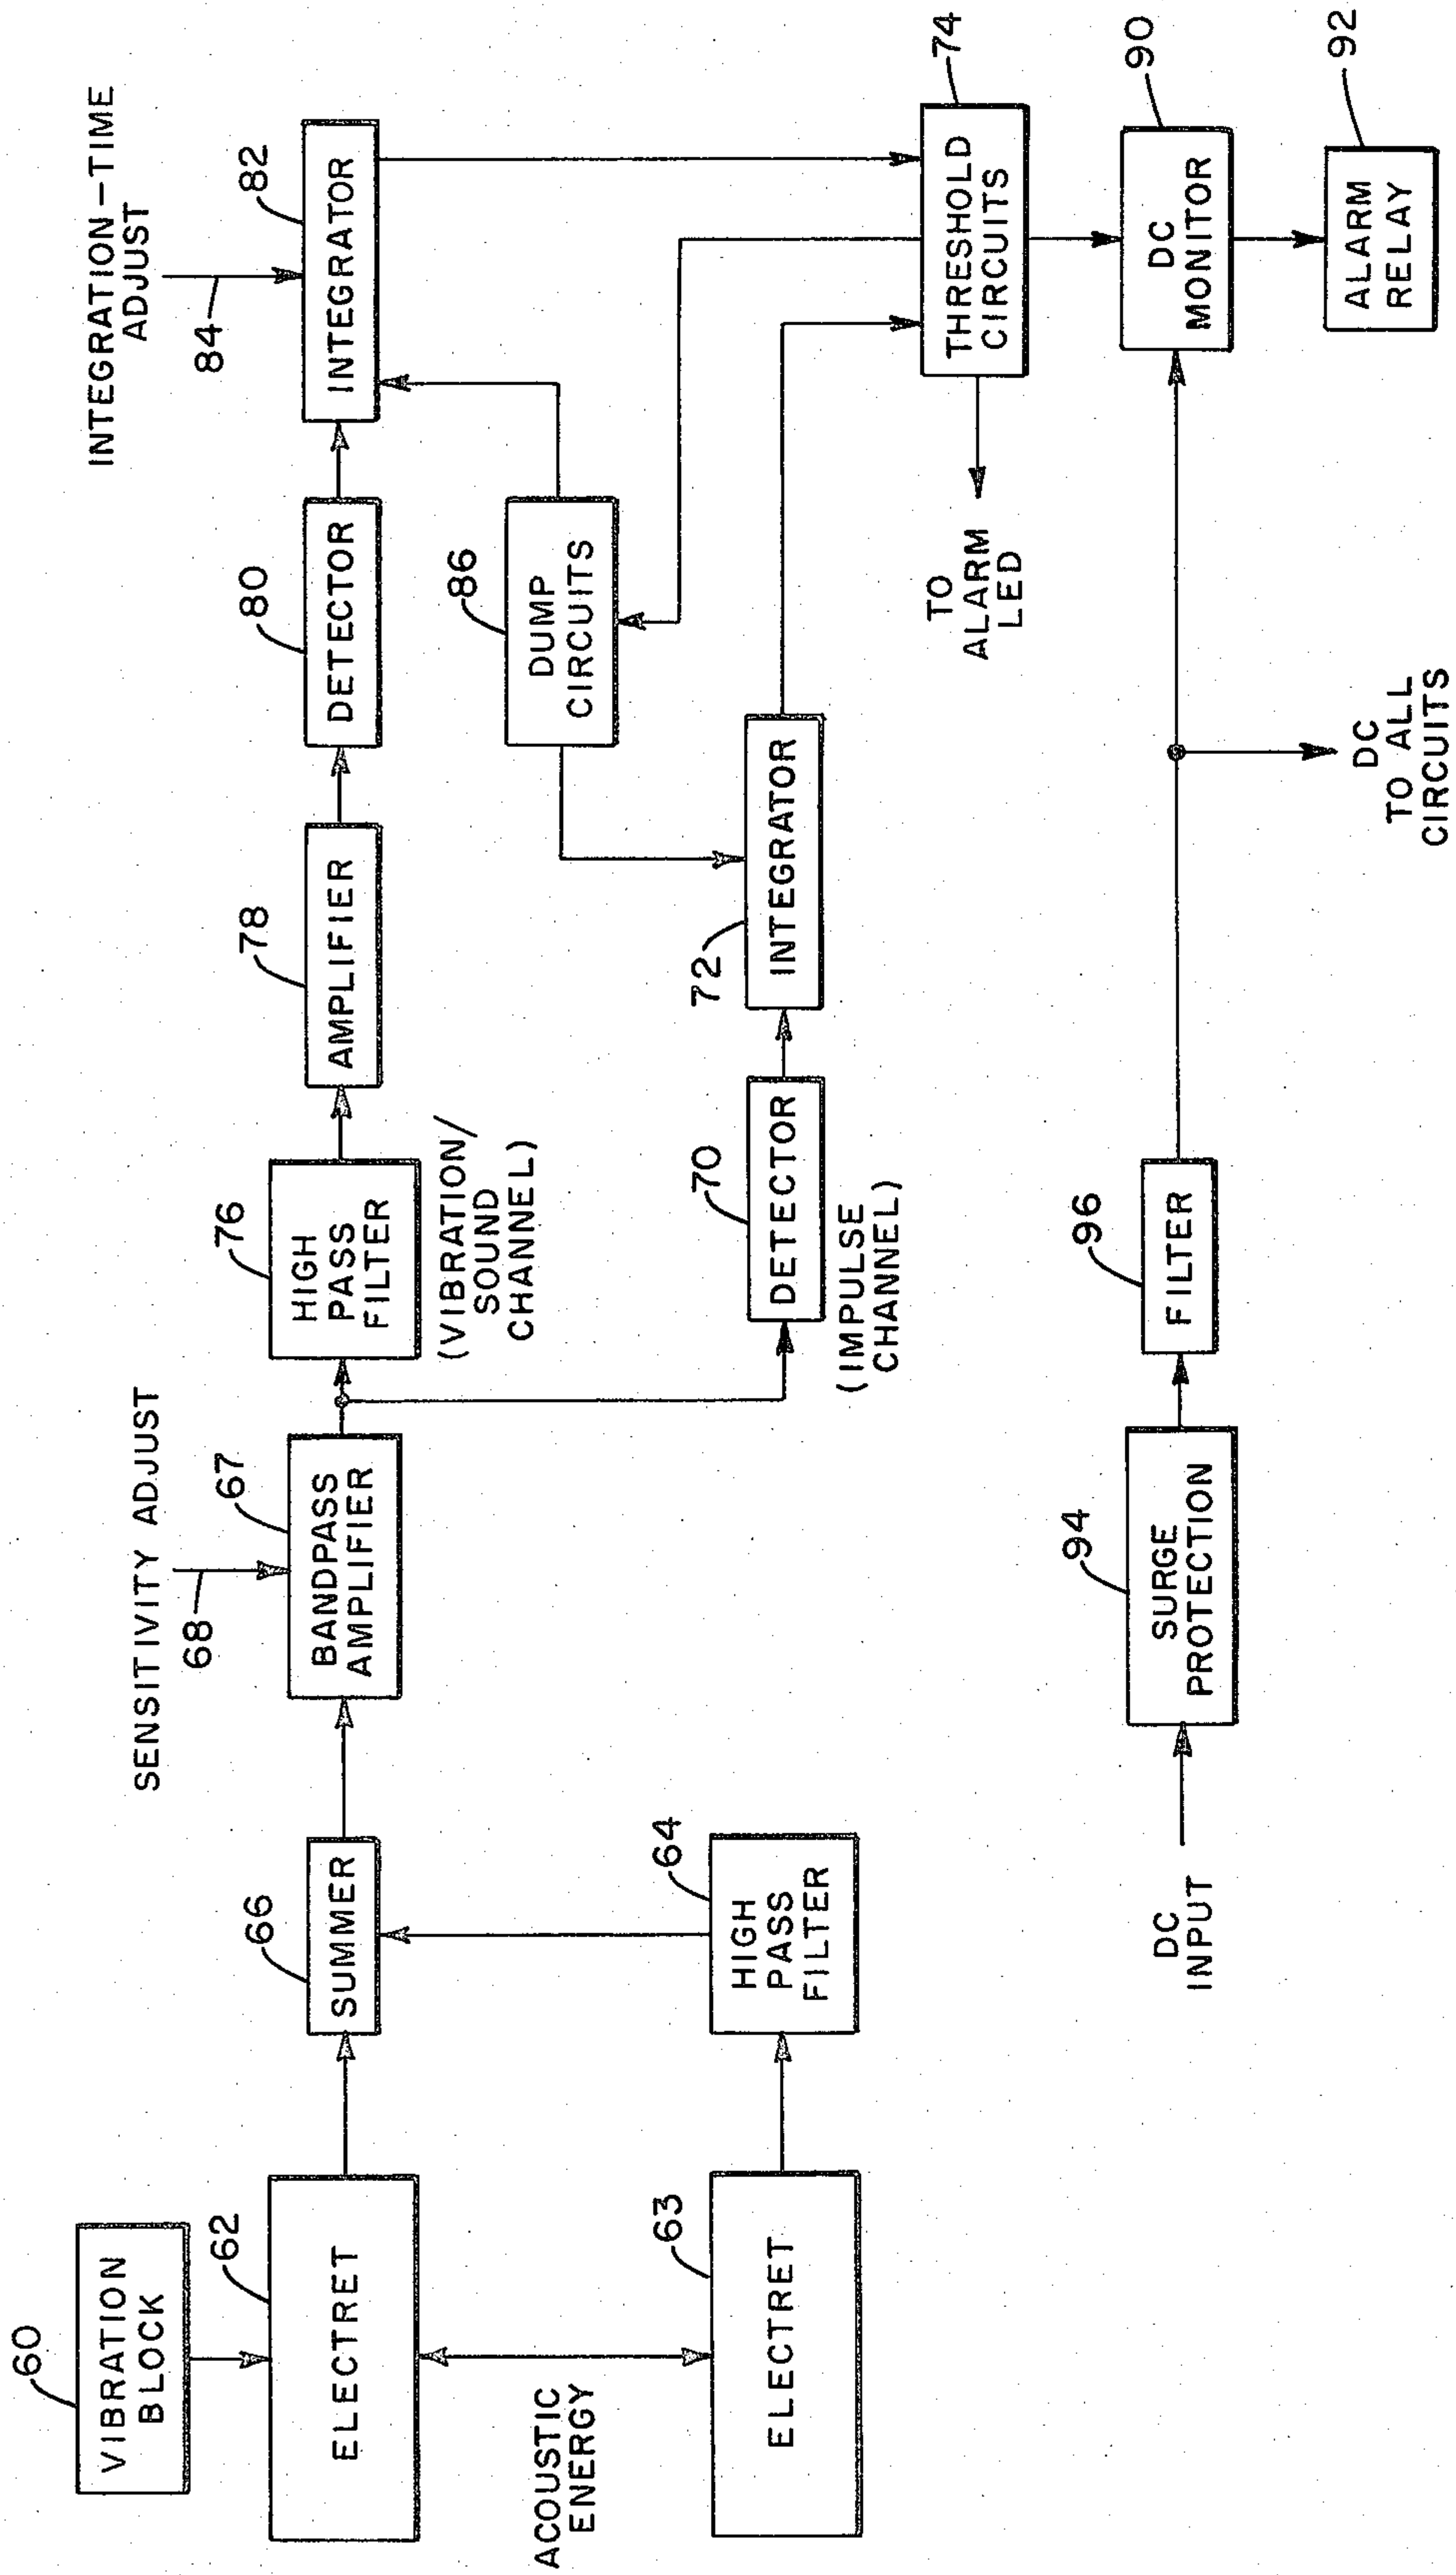 60
VIBRATION
BLOCK
62
ELECTRET
ACOUSTIC
ENERGY
63
ELECTRET
64
HIGH
PASS
FILTER
66
SUMMER
SENSITIVITY ADJUST
68
67
BANDPASS
AMPLIFIER
76
HIGH
PASS
FILTER
(VIBRATION/
SOUND
CHANNEL)
78
AMPLIFIER
80
DETECTOR
INTEGRATION-TIME
ADJUST
84
82
INTEGRATOR
86
DUMP
CIRCUITS
70
DETECTOR
(IMPULSE
CHANNEL)
72
INTEGRATOR
74
THRESHOLD
CIRCUITS
TO
ALARM
LED
90
DC
MONITOR
92
ALARM
RELAY
DC
INPUT
94
SURGE
PROTECTION
96
FILTER
DC
TO ALL
CIRCUITS